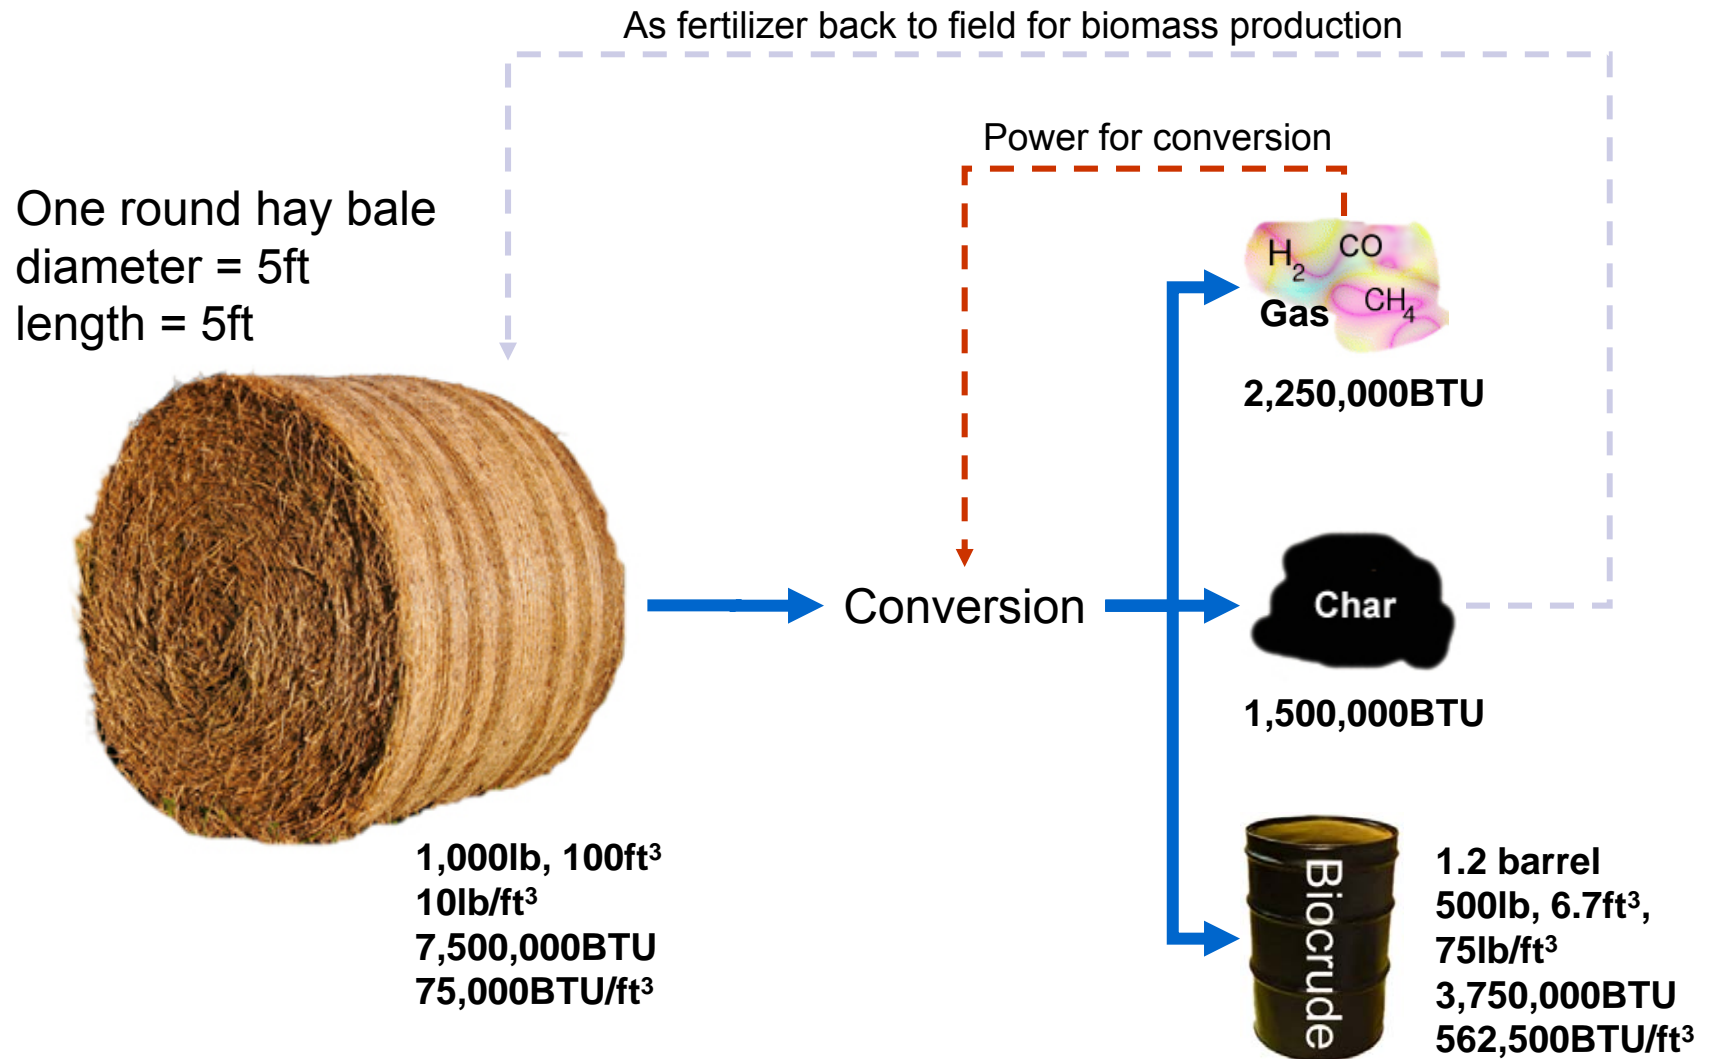 As fertilizer back to field for biomass production
Power for conversion
One round hay bale
diameter = 5ft
length = 5ft
H₂
CO
CH₄
Gas
2,250,000BTU
Conversion
Char
1,500,000BTU
1,000lb, 100ft³
10lb/ft³
7,500,000BTU
75,000BTU/ft³
Biocrude
1.2 barrel
500lb, 6.7ft³,
75lb/ft³
3,750,000BTU
562,500BTU/ft³